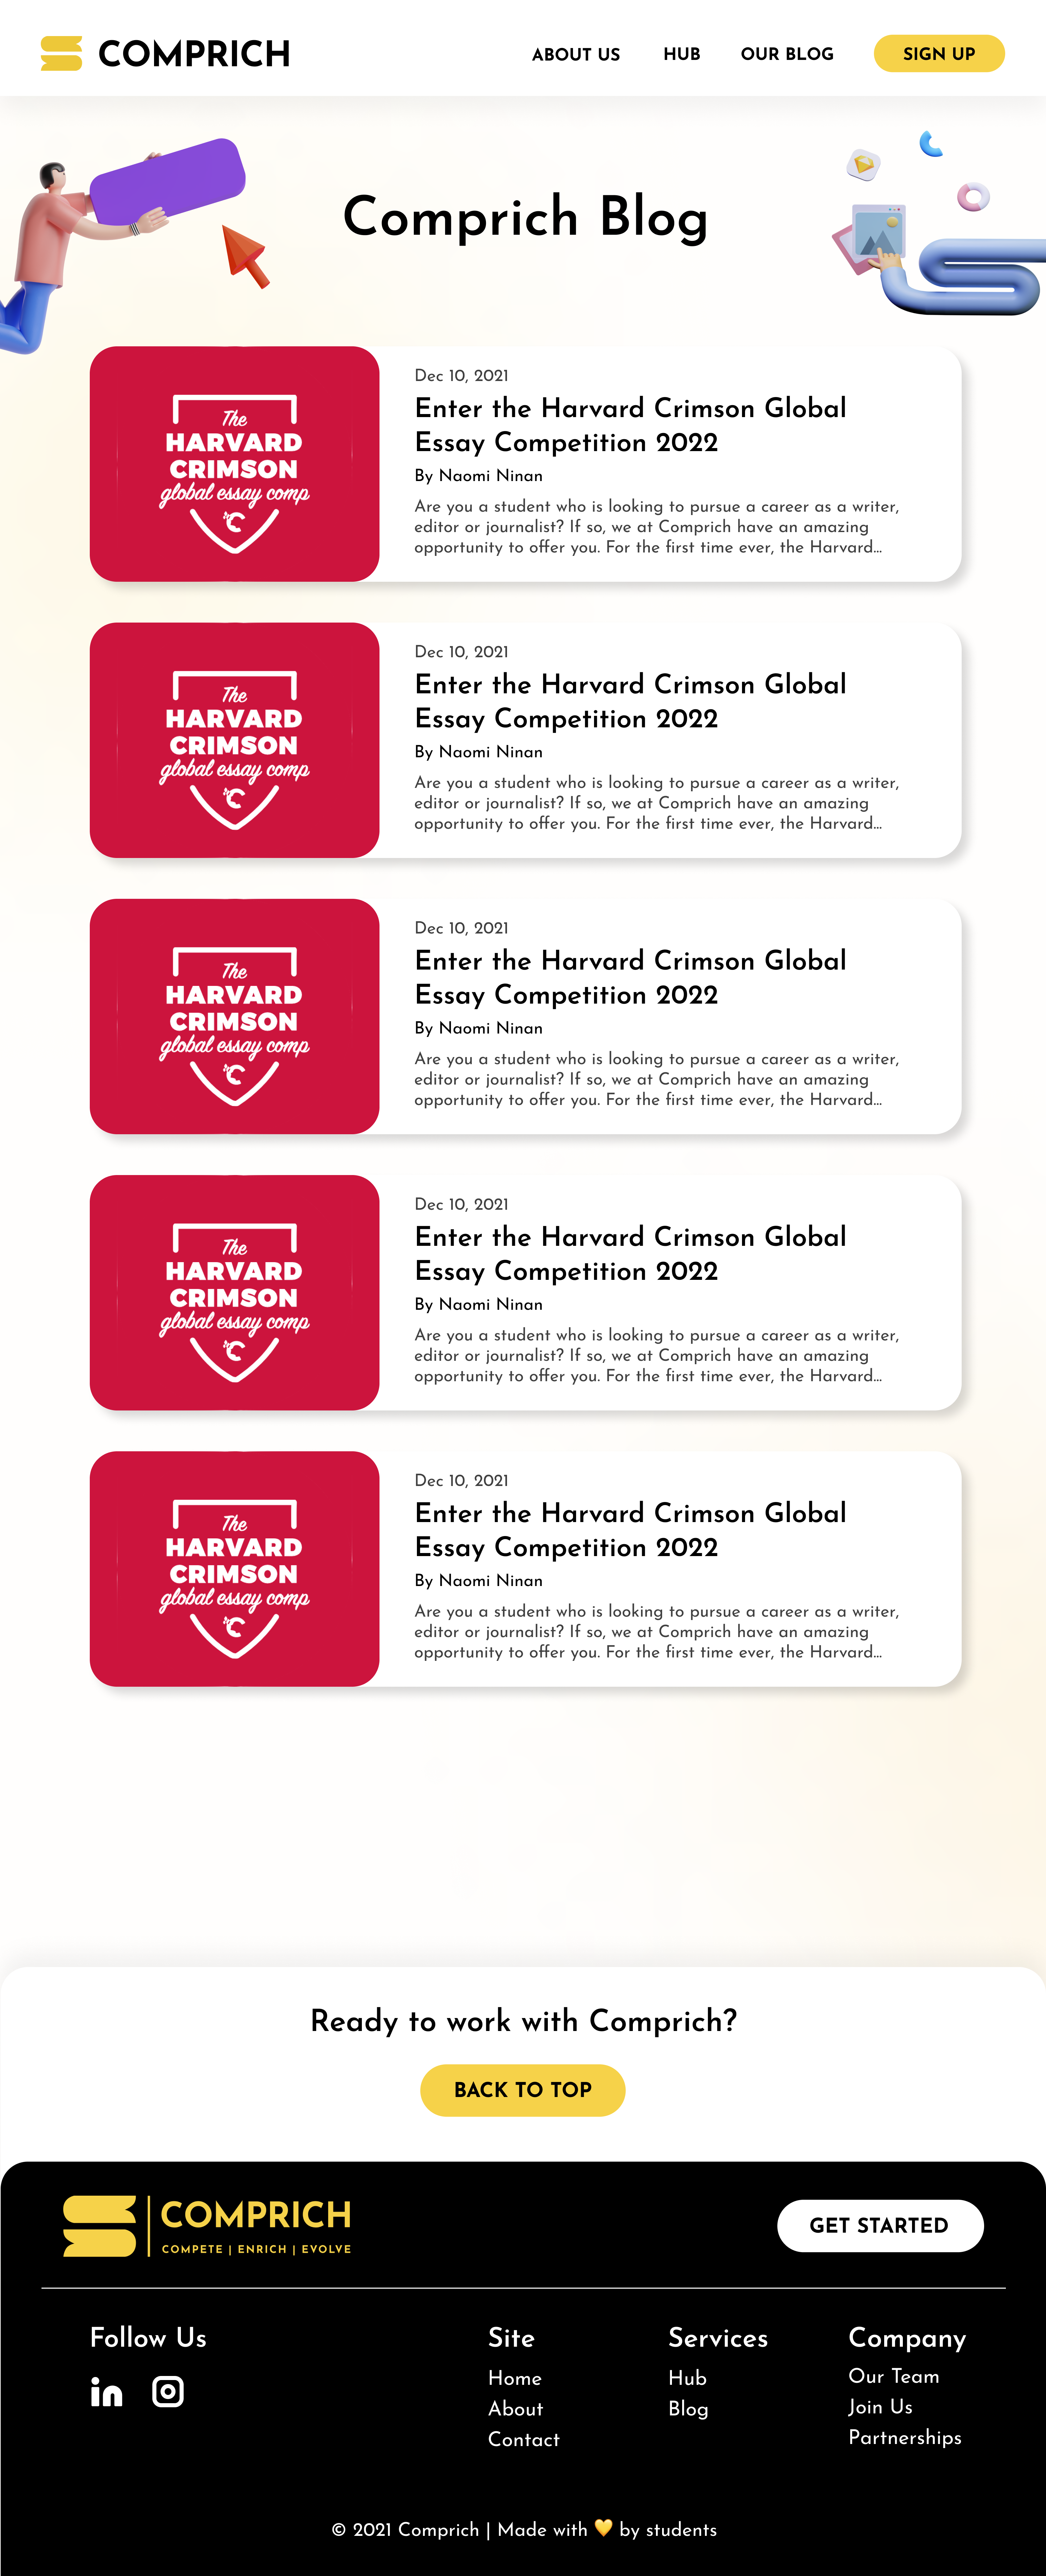 COMPRICH
ABOUT US
HUB
OUR BLOG
SIGN UP
Comprich Blog
The
HARVARD
CRIMSON
global essay comp
C
Dec 10, 2021
Enter the Harvard Crimson Global
Essay Competition 2022
By Naomi Ninan
Are you a student who is looking to pursue a career as a writer,
editor or journalist? If so, we at Comprich have an amazing
opportunity to offer you. For the first time ever, the Harvard...
The
HARVARD
CRIMSON
global essay comp
C
Dec 10, 2021
Enter the Harvard Crimson Global
Essay Competition 2022
By Naomi Ninan
Are you a student who is looking to pursue a career as a writer,
editor or journalist? If so, we at Comprich have an amazing
opportunity to offer you. For the first time ever, the Harvard...
The
HARVARD
CRIMSON
global essay comp
C
Dec 10, 2021
Enter the Harvard Crimson Global
Essay Competition 2022
By Naomi Ninan
Are you a student who is looking to pursue a career as a writer,
editor or journalist? If so, we at Comprich have an amazing
opportunity to offer you. For the first time ever, the Harvard...
The
HARVARD
CRIMSON
global essay comp
C
Dec 10, 2021
Enter the Harvard Crimson Global
Essay Competition 2022
By Naomi Ninan
Are you a student who is looking to pursue a career as a writer,
editor or journalist? If so, we at Comprich have an amazing
opportunity to offer you. For the first time ever, the Harvard...
The
HARVARD
CRIMSON
global essay comp
C
Dec 10, 2021
Enter the Harvard Crimson Global
Essay Competition 2022
By Naomi Ninan
Are you a student who is looking to pursue a career as a writer,
editor or journalist? If so, we at Comprich have an amazing
opportunity to offer you. For the first time ever, the Harvard...
Ready to work with Comprich?
BACK TO TOP
COMPRICH
COMPETE | ENRICH | EVOLVE
GET STARTED
Follow Us
in
Site
Home
About
Contact
Services
Hub
Blog
Company
Our Team
Join Us
Partnerships
© 2021 Comprich | Made with 💛 by students